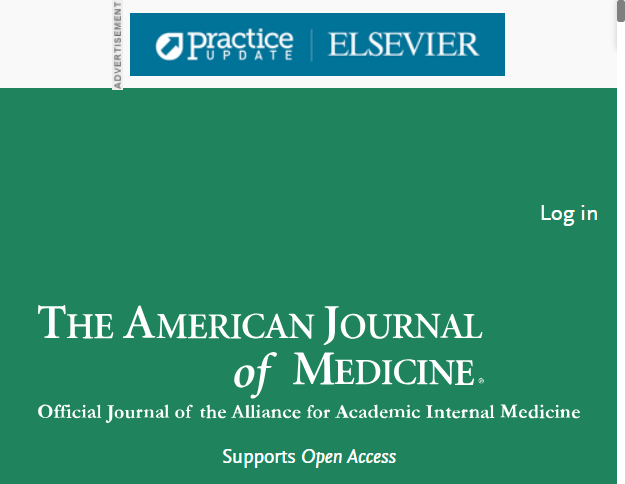 ADVERTISEMENT
practice UPDATE | ELSEVIER
Log in
THE AMERICAN JOURNAL
of MEDICINE®
Official Journal of the Alliance for Academic Internal Medicine
Supports Open Access